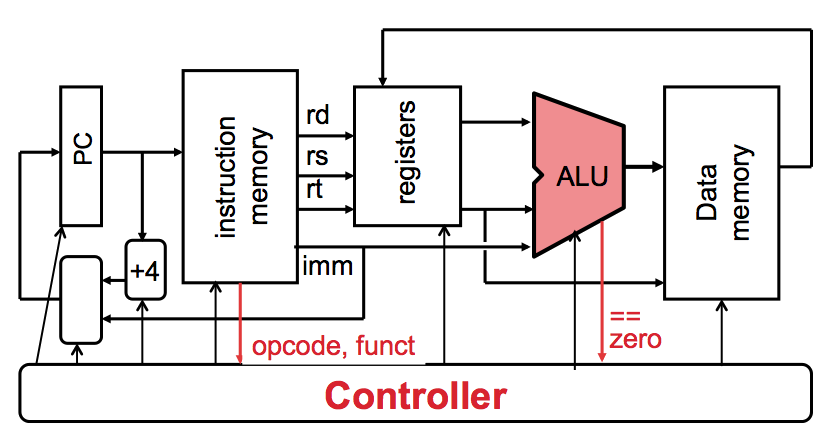 PC
+4
instruction
memory
rd
rs
rt
imm
registers
ALU
Data
memory
opcode, funct
==
zero
Controller